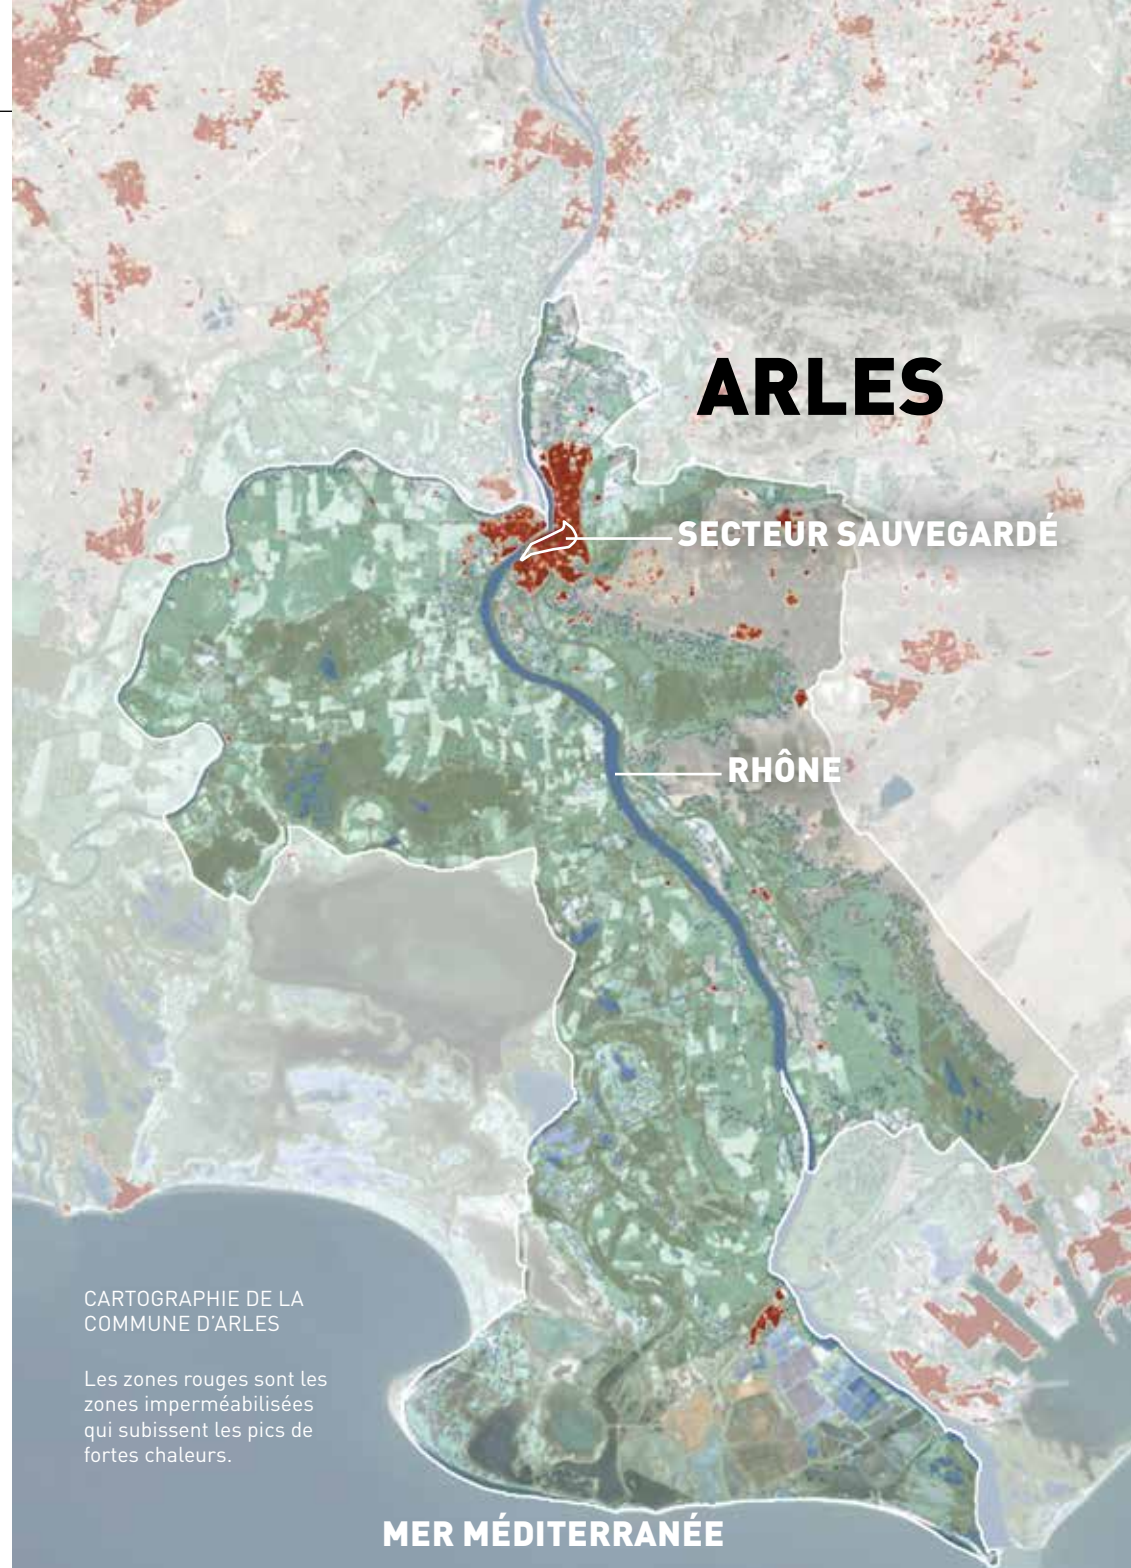 ARLES
SECTEUR SAUVEGARDÉ
RHÔNE
CARTOGRAPHIE DE LA
COMMUNE D'ARLES
Les zones rouges sont les
zones imperméabilisées
qui subissent les pics de
fortes chaleurs.
MER MÉDITERRANÉE